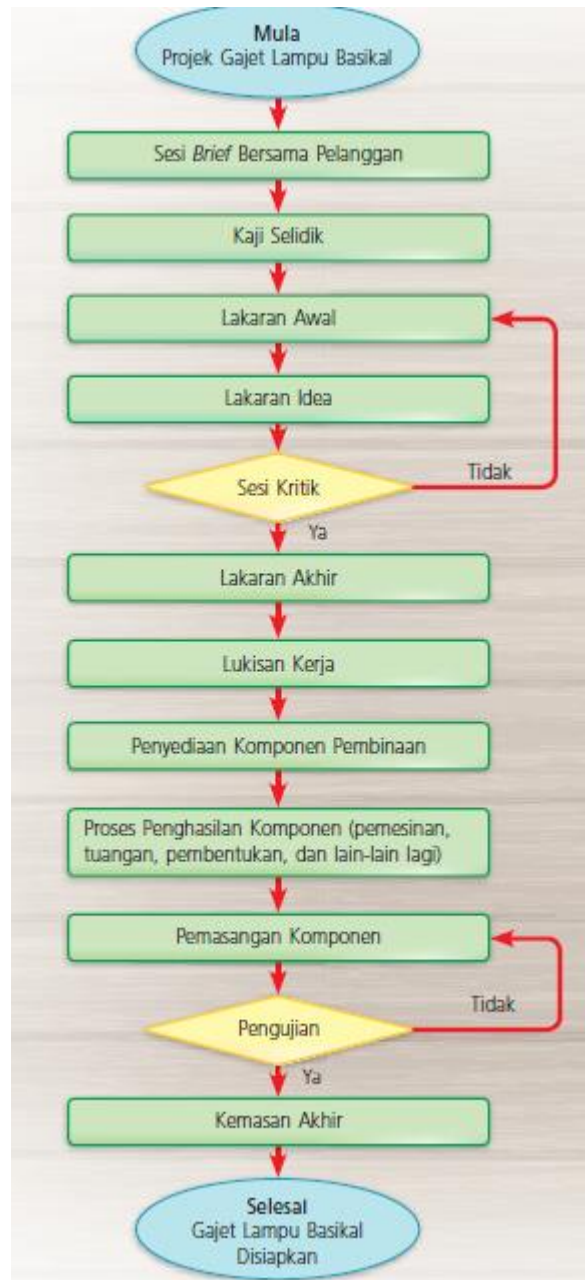 Mula
Projek Gajet Lampu Basikal
Sesi Brief Bersama Pelanggan
Kaji Selidik
Lakaran Awal
Lakaran Idea
Sesi Kritik
Tidak
Ya
Lakaran Akhir
Lukisan Kerja
Penyediaan Komponen Pembinaan
Proses Penghasilan Komponen (pemesinan,
tuangan, pembentukan, dan lain-lain lagi)
Pemasangan Komponen
Pengujian
Tidak
Ya
Kemasan Akhir
Selesai
Gajet Lampu Basikal
Disiapkan